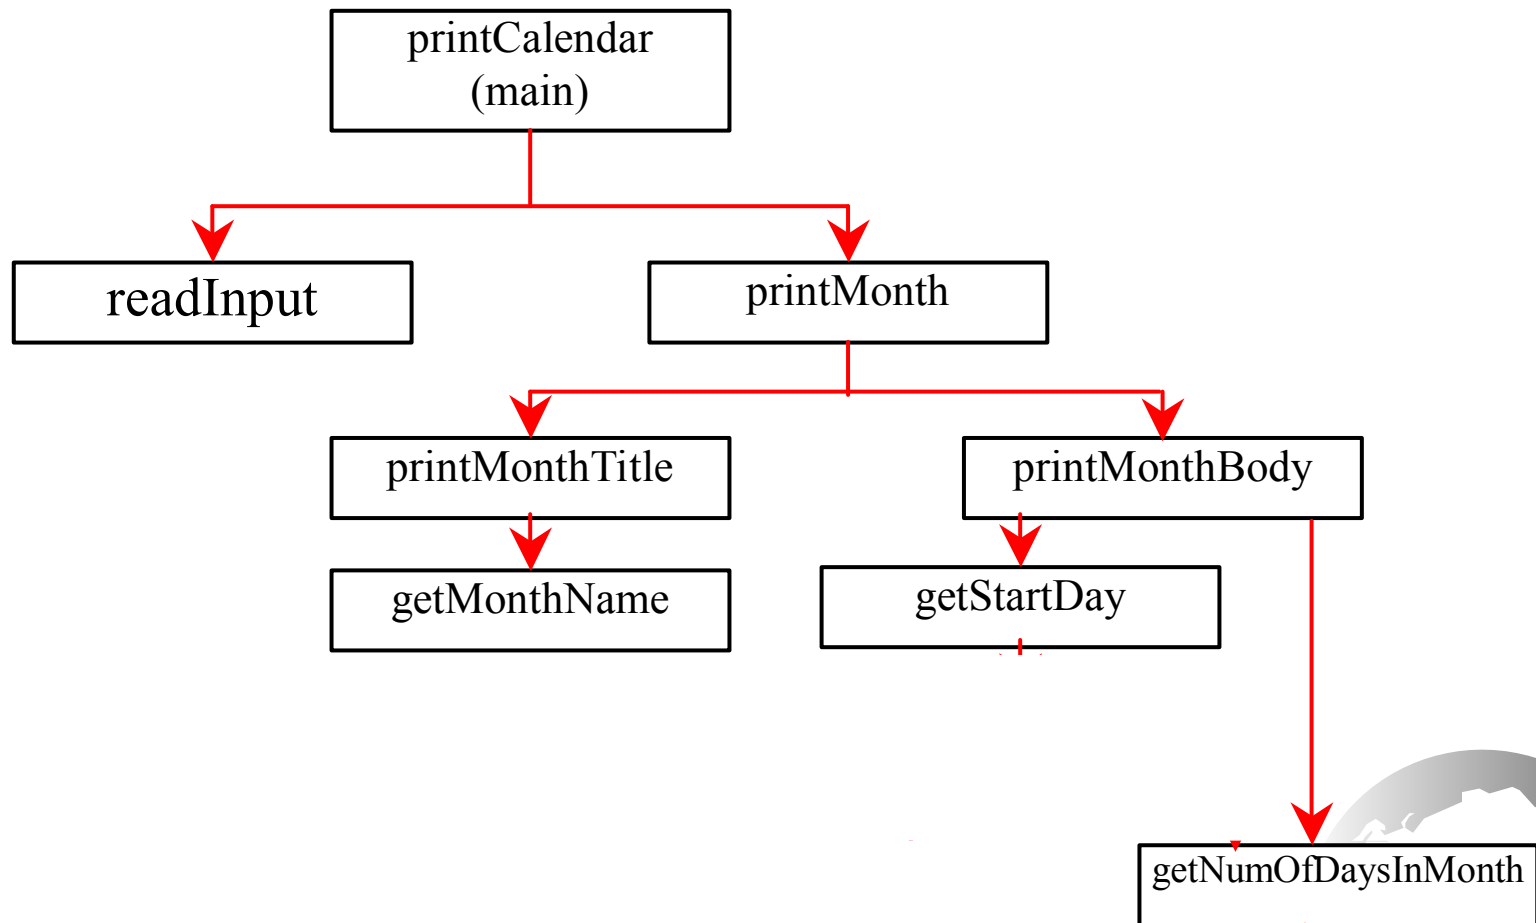 printCalendar
(main)
readInput
printMonth
printMonthTitle
printMonthBody
getMonthName
getStartDay
getNumOfDaysInMonth